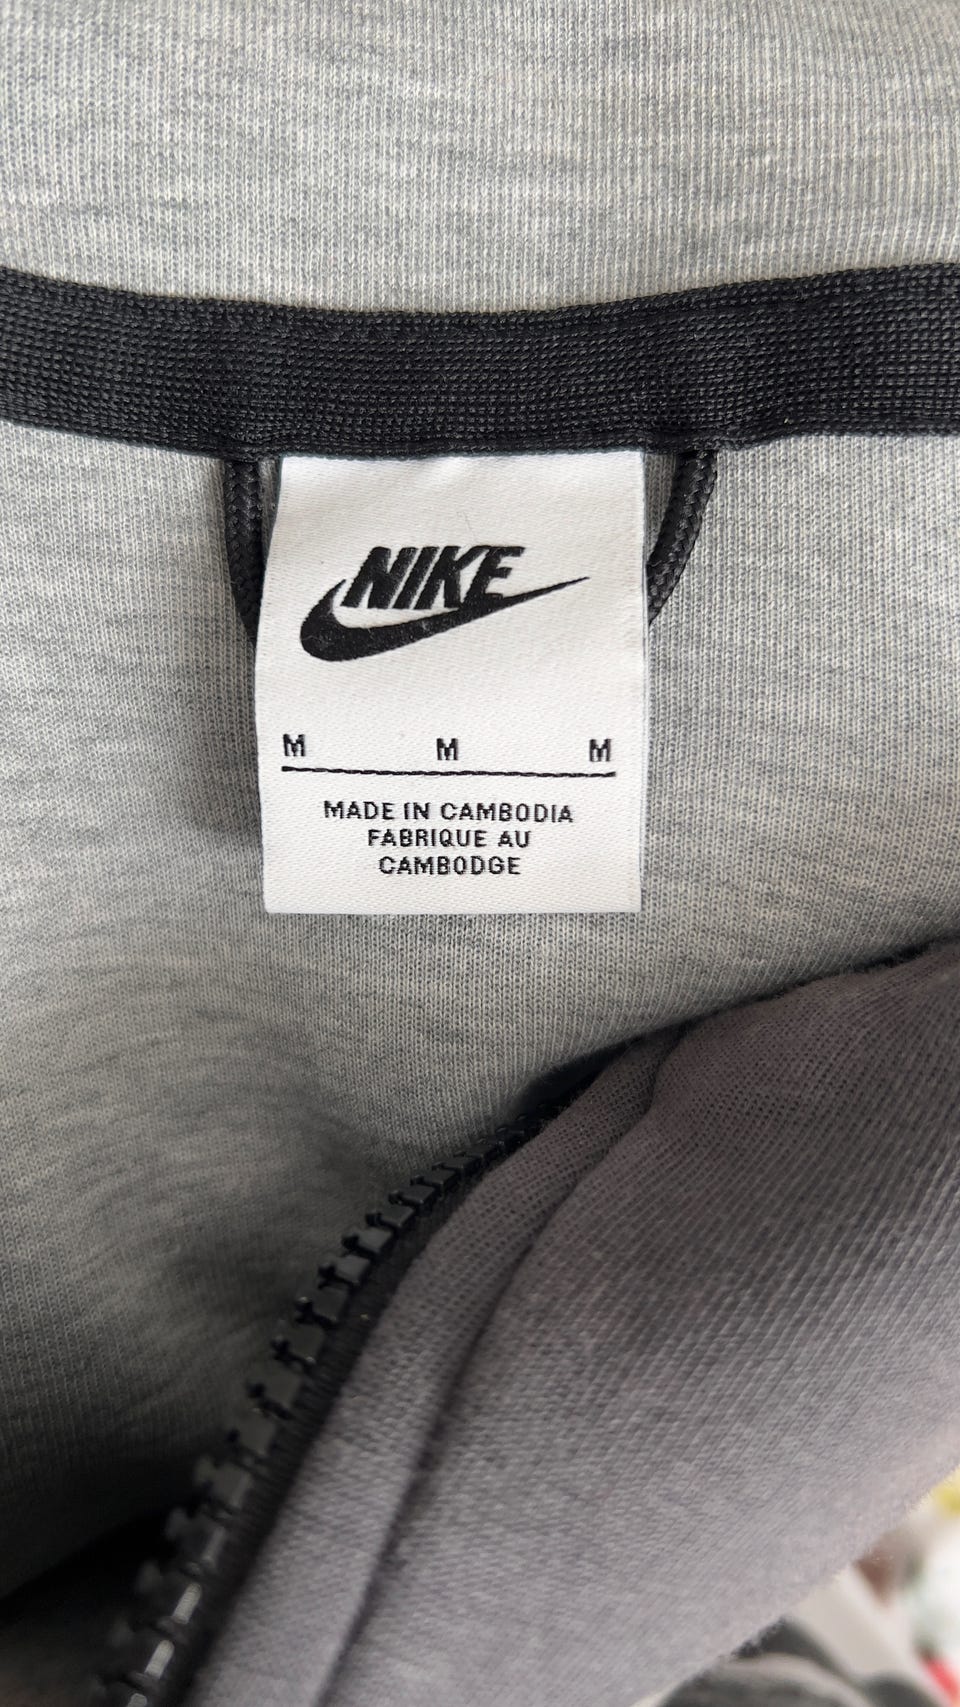 NIKE
M M M
MADE IN CAMBODIA
FABRIQUE AU
CAMBODGE